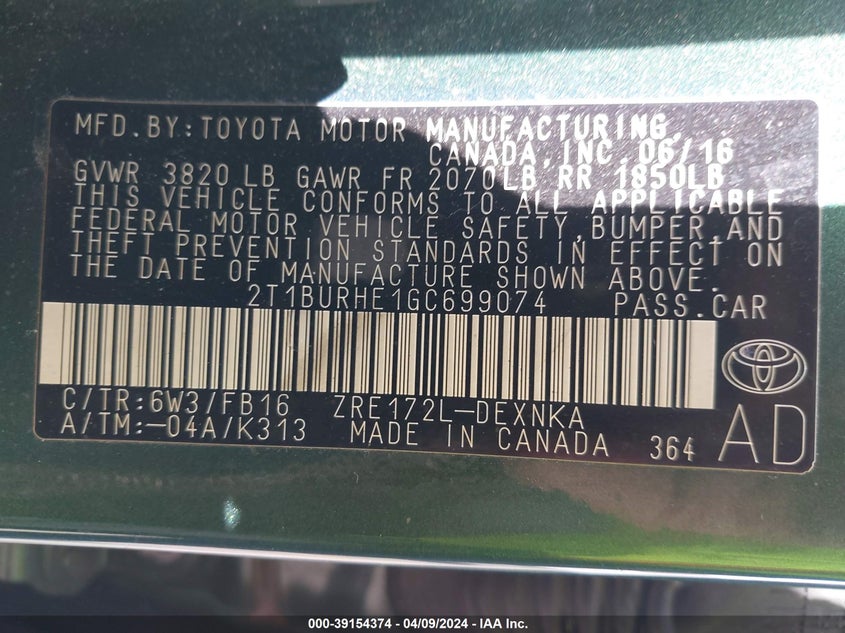 MFD.BY:TOYOTA MOTOR MANUFACTURING,
CANADA,INC.06/16
GVWR 3820 LB GAWR FR 2070LB RR 1850LB
THIS VEHICLE CONFORMS TO ALL APPLICABLE
FEDERAL MOTOR VEHICLE SAFETY,BUMPER,AND
THEFT PREVENTION STANDARDS IN EFFECT ON
THE DATE OF MANUFACTURE SHOWN ABOVE.
2T1BURHE1GC699074 PASS.CAR
C/TR:6W3/FB16 ZRE172L-DEXNKA
A/TM:-04A/K313 MADE IN CANADA 364 AD
000-39154374 - 04/09/2024 - IAA Inc.